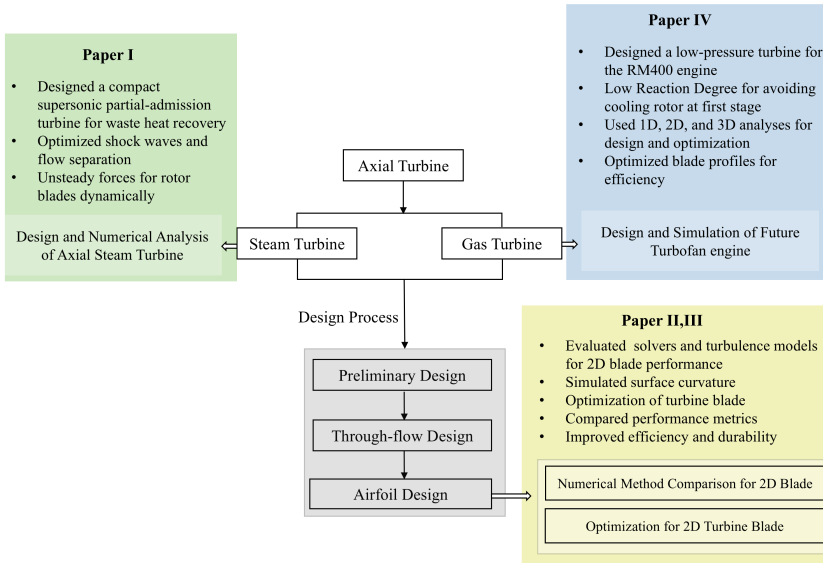 Paper I
• Designed a compact
supersonic partial-admission
turbine for waste heat recovery
• Optimized shock waves and
flow separation
• Unsteady forces for rotor
blades dynamically
Design and Numerical Analysis
of Axial Steam Turbine
Paper IV
• Designed a low-pressure turbine for
the RM400 engine
• Low Reaction Degree for avoiding
cooling rotor at first stage
• Used 1D, 2D, and 3D analyses for
design and optimization
• Optimized blade profiles for
efficiency
Design and Simulation of Future
Turbofan engine
Axial Turbine
Steam Turbine
Gas Turbine
Design Process
Preliminary Design
Through-flow Design
Airfoil Design
Paper II,III
• Evaluated solvers and turbulence models
for 2D blade performance
• Simulated surface curvature
• Optimization of turbine blade
• Compared performance metrics
• Improved efficiency and durability
Numerical Method Comparison for 2D Blade
Optimization for 2D Turbine Blade